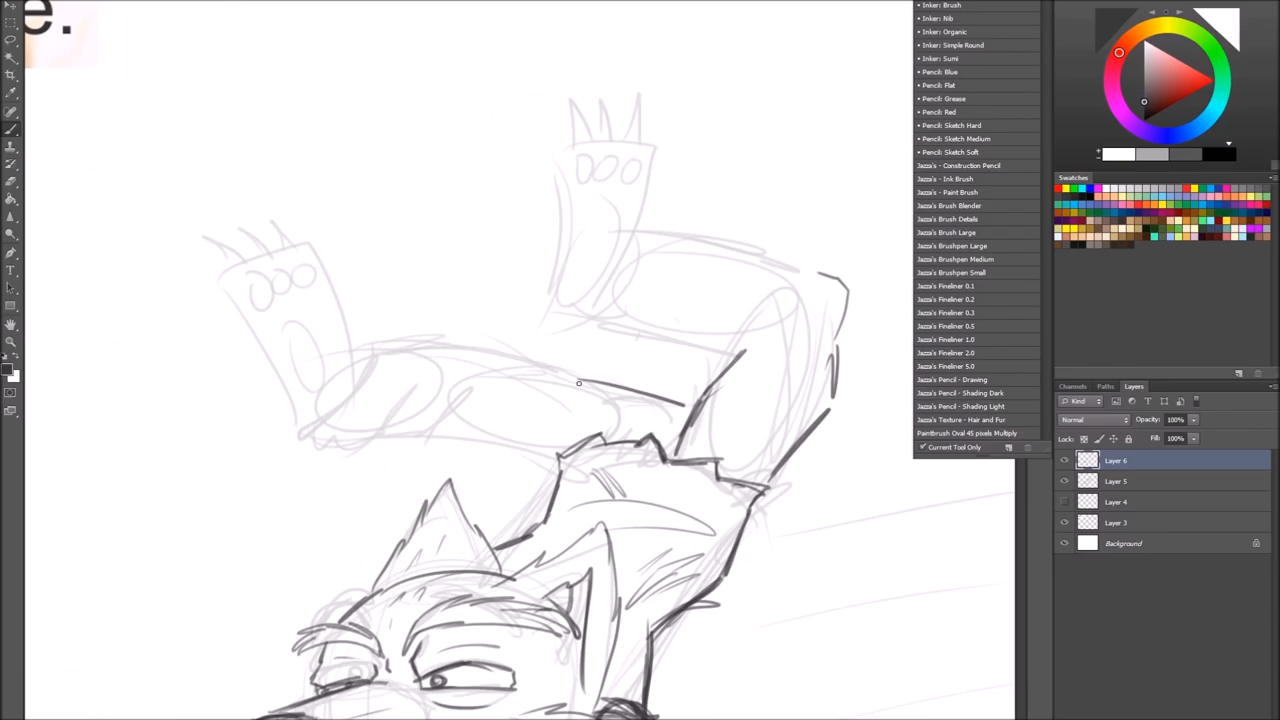 e.
• Inker: Brush
• Inker: Nib
• Inker: Organic
• Inker: Simple Round
• Inker: Sumi
• Pencil: Blue
• Pencil: Flat
• Pencil: Grease
• Pencil: Red
• Pencil: Sketch Hard
• Pencil: Sketch Medium
• Pencil: Sketch Soft
Jazza's - Construction Pencil
Jazza's - Ink Brush
Jazza's - Paint Brush
Jazza's Brush Blender
Jazza's Brush Details
Jazza's Brush Large
Jazza's Brushpen Large
Jazza's Brushpen Medium
Jazza's Brushpen Small
Jazza's Fineliner 0.1
Jazza's Fineliner 0.2
Jazza's Fineliner 0.3
Jazza's Fineliner 0.5
Jazza's Fineliner 1.0
Jazza's Fineliner 2.0
Jazza's Fineliner 5.0
Jazza's Pencil - Drawing
Jazza's Pencil - Shading Dark
Jazza's Pencil - Shading Light
Jazza's Texture - Hair and Fur
Paintbrush Oval 45 pixels Multiply
Current Tool Only
Swatches
Channels Paths Layers
Kind
Normal Opacity: 100%
Lock: Fill: 100%
Layer 6
Layer 5
Layer 4
Layer 3
Background